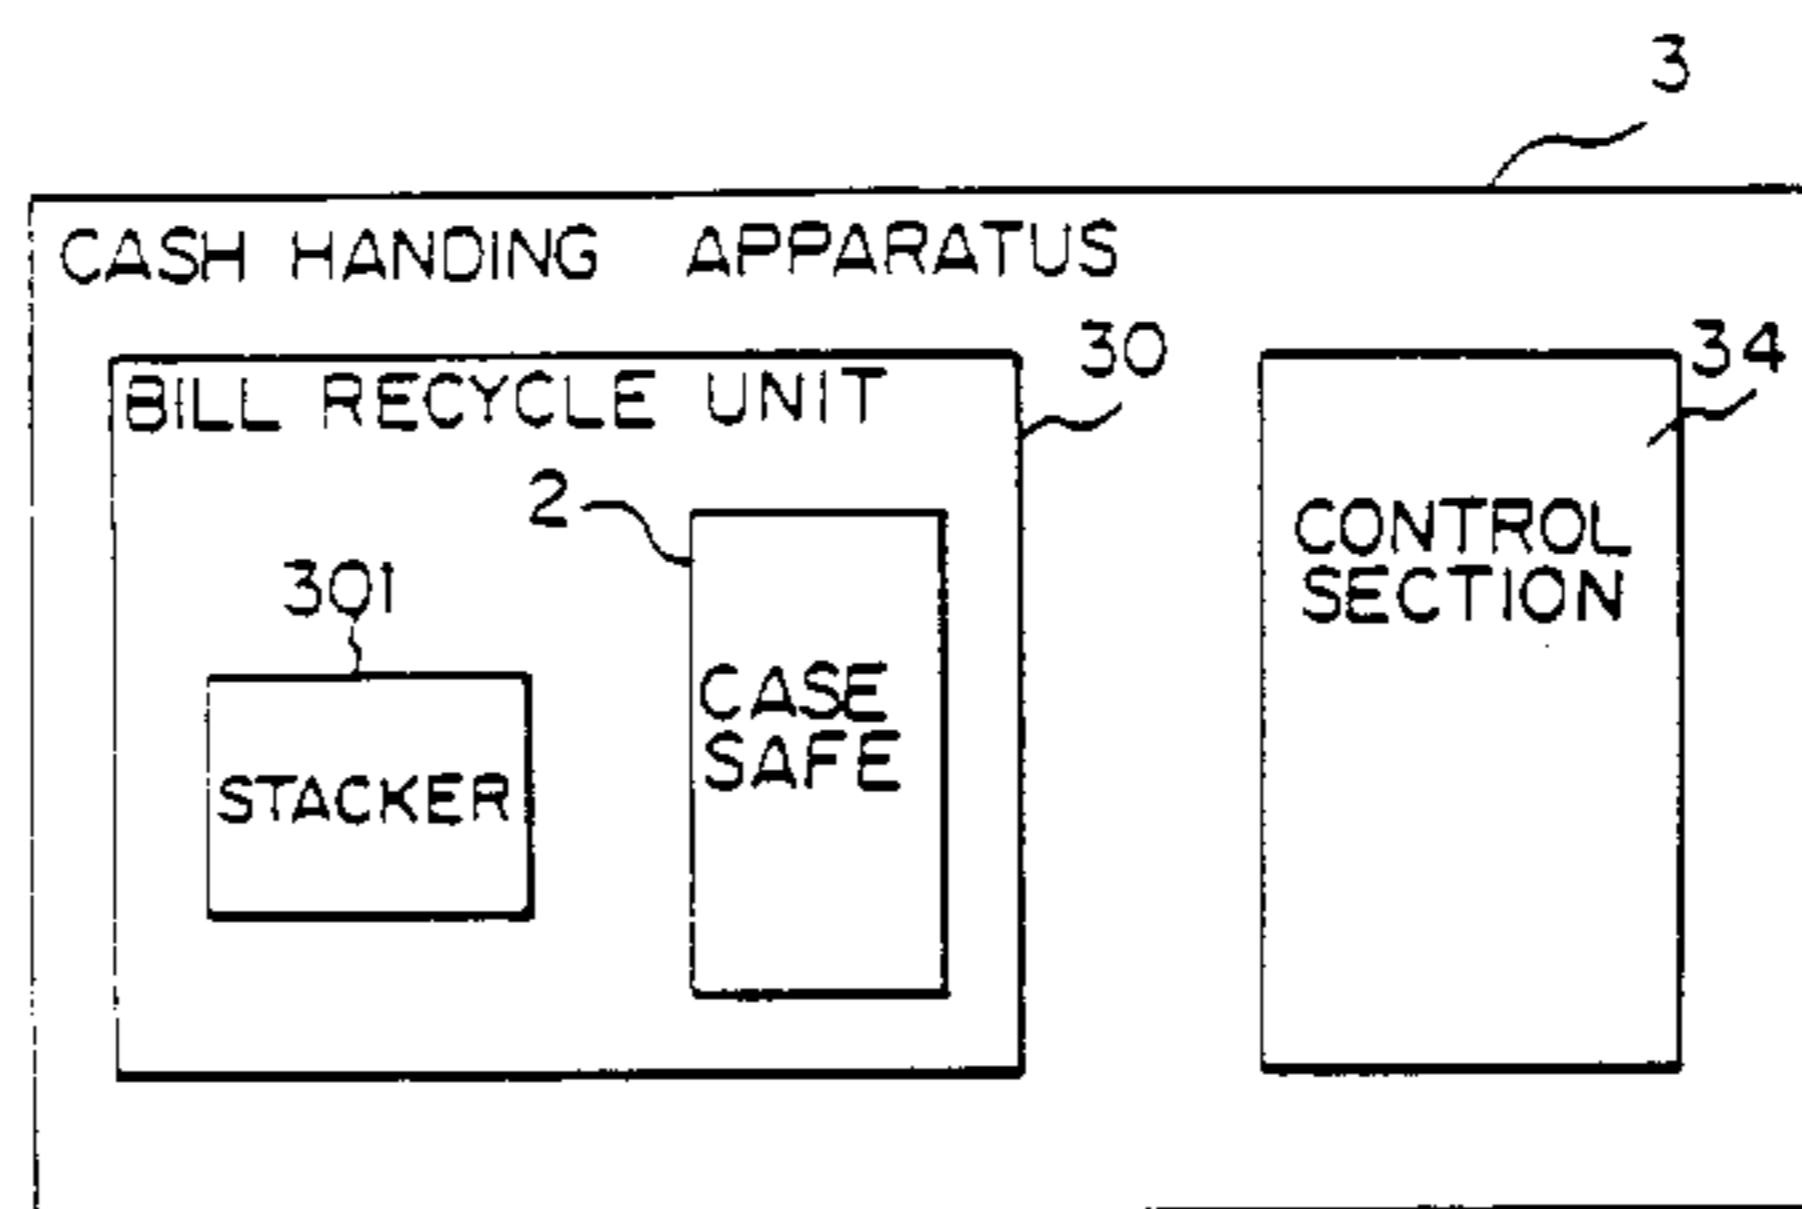 3
CASH HANDING APPARATUS
30
34
BILL RECYCLE UNIT
2
CONTROL
SECTION
301
CASE
SAFE
STACKER